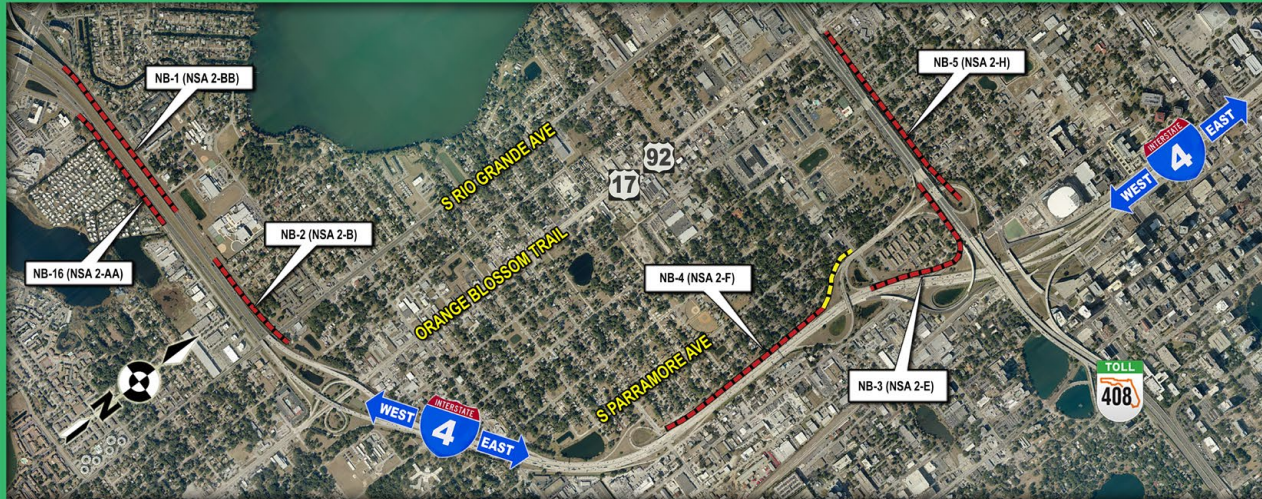 NB-1 (NSA 2-BB)
NB-5 (NSA 2-H)
S RIO GRANDE AVE
92
17
INTERSTATE
4
WEST
EAST
NB-2 (NSA 2-B)
NB-16 (NSA 2-AA)
ORANGE BLOSSOM TRAIL
NB-4 (NSA 2-F)
S PARRAMORE AVE
NB-3 (NSA 2-E)
TOLL
408
N
WEST
INTERSTATE
4
EAST